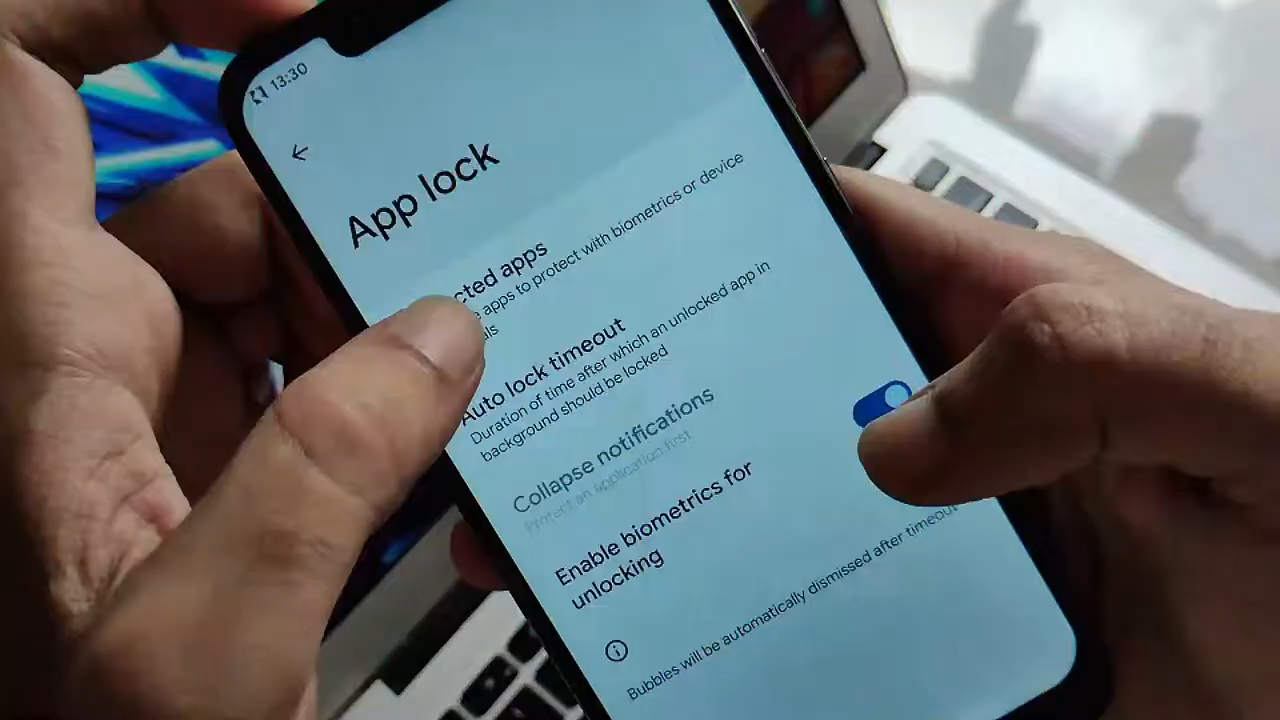 13:30
App lock
cted apps
apps to protect with biometrics or device
als
Auto lock timeout
Duration of time after which an unlocked app in
background should be locked
Collapse notifications
Protect an application first
Enable biometrics for
unlocking
Bubbles will be automatically dismissed after timeout